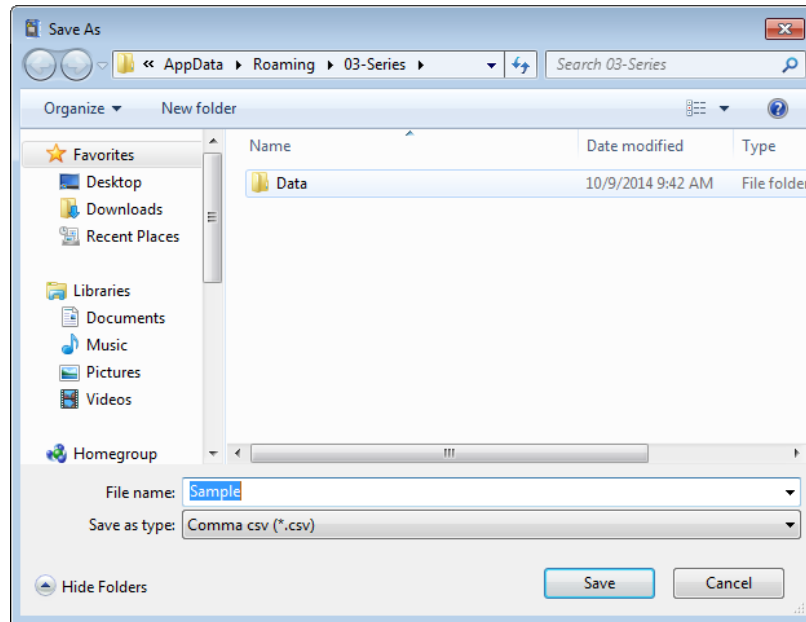 Save As
« AppData ▸ Roaming ▸ 03-Series ▸
Search 03-Series
Organize
New folder
Name
Date modified
Type
Favorites
Desktop
Downloads
Recent Places
Libraries
Documents
Music
Pictures
Videos
Homegroup
Data
10/9/2014 9:42 AM
File folde
File name: Sample
Save as type: Comma csv (*.csv)
Hide Folders
Save
Cancel